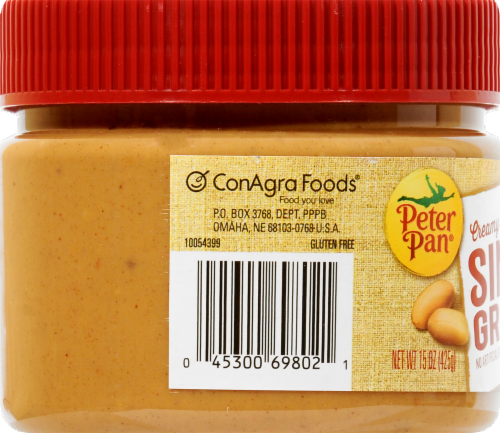 ConAgra Foods®
Food you love
P.O. BOX 3768, DEPT. PPPB
OMAHA, NE 68103-0768 U.S.A.
10054399 GLUTEN FREE
0 45300 69802 1
Peter
Pan®
Creamy
SI
GR
NET WT 15 OZ (425g)